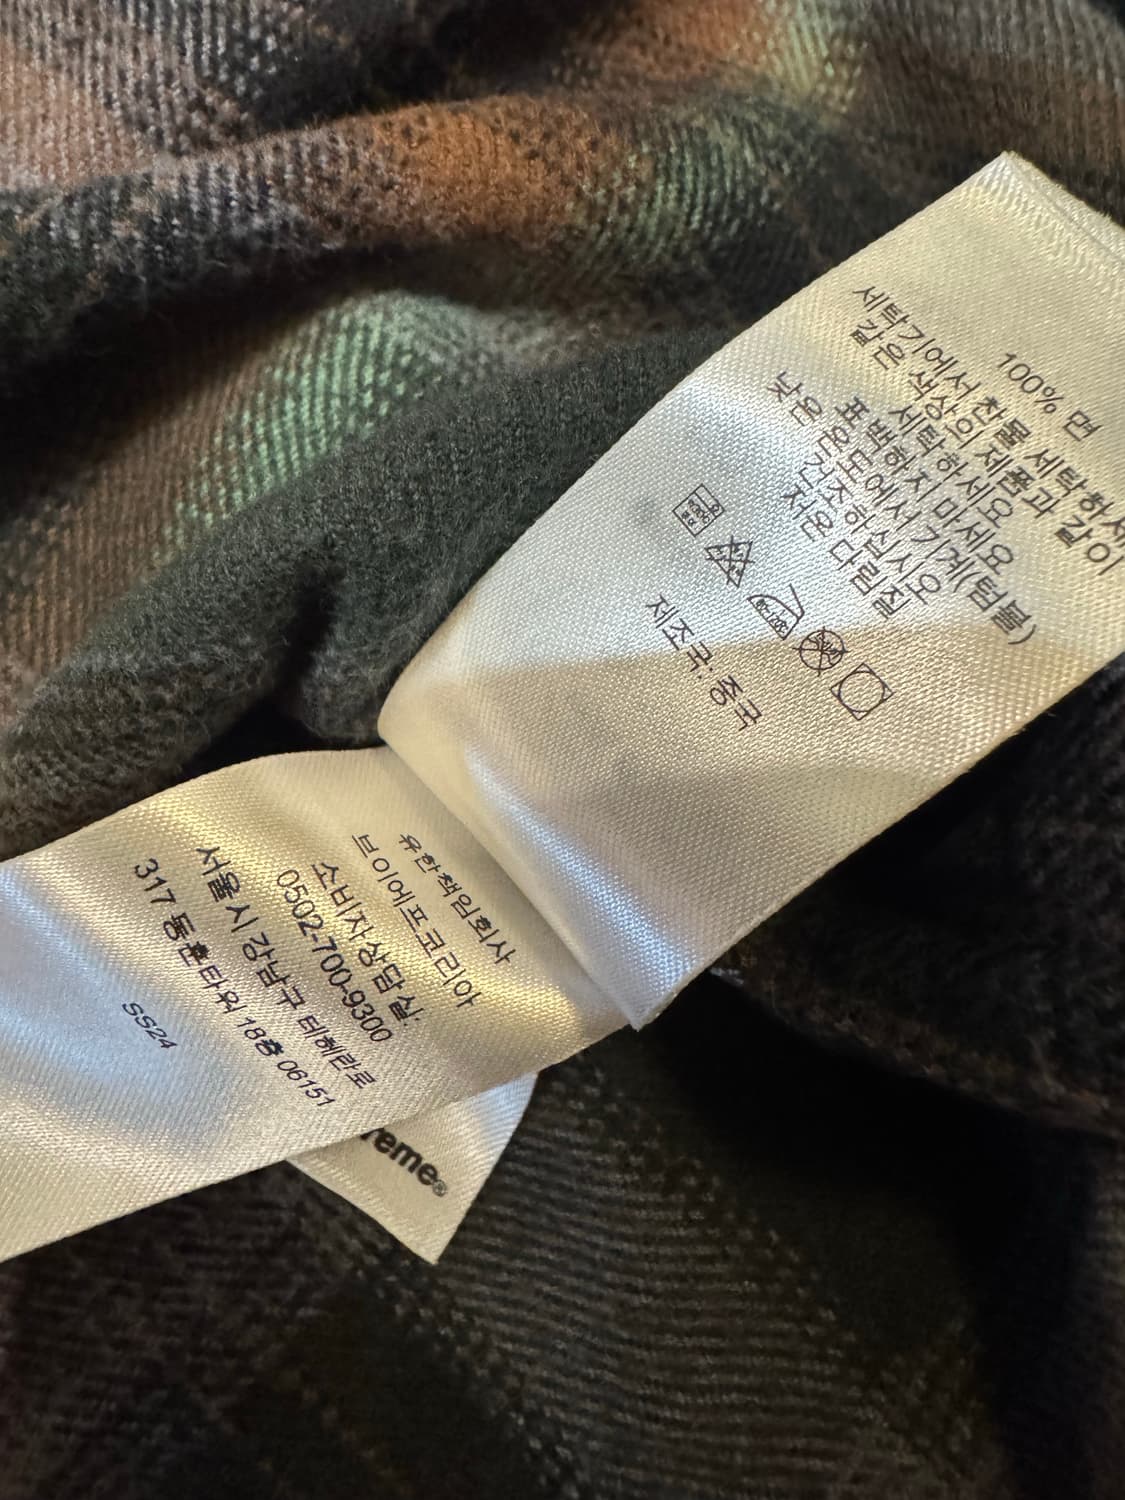 100% 면
세탁기에서 찬물 세탁하세
같은 색상의 제품과 같이
세탁하세요
표백하지 마세요
낮은 온도에서 기계(텀블)
건조하십시오
저온 다림질
제조국: 중국
유한책임회사
브이에프코리아
소비자상담실:
0502-700-9300
서울시 강남구 테헤란로
317 동훈타워 18층 06151
SS24
reme®